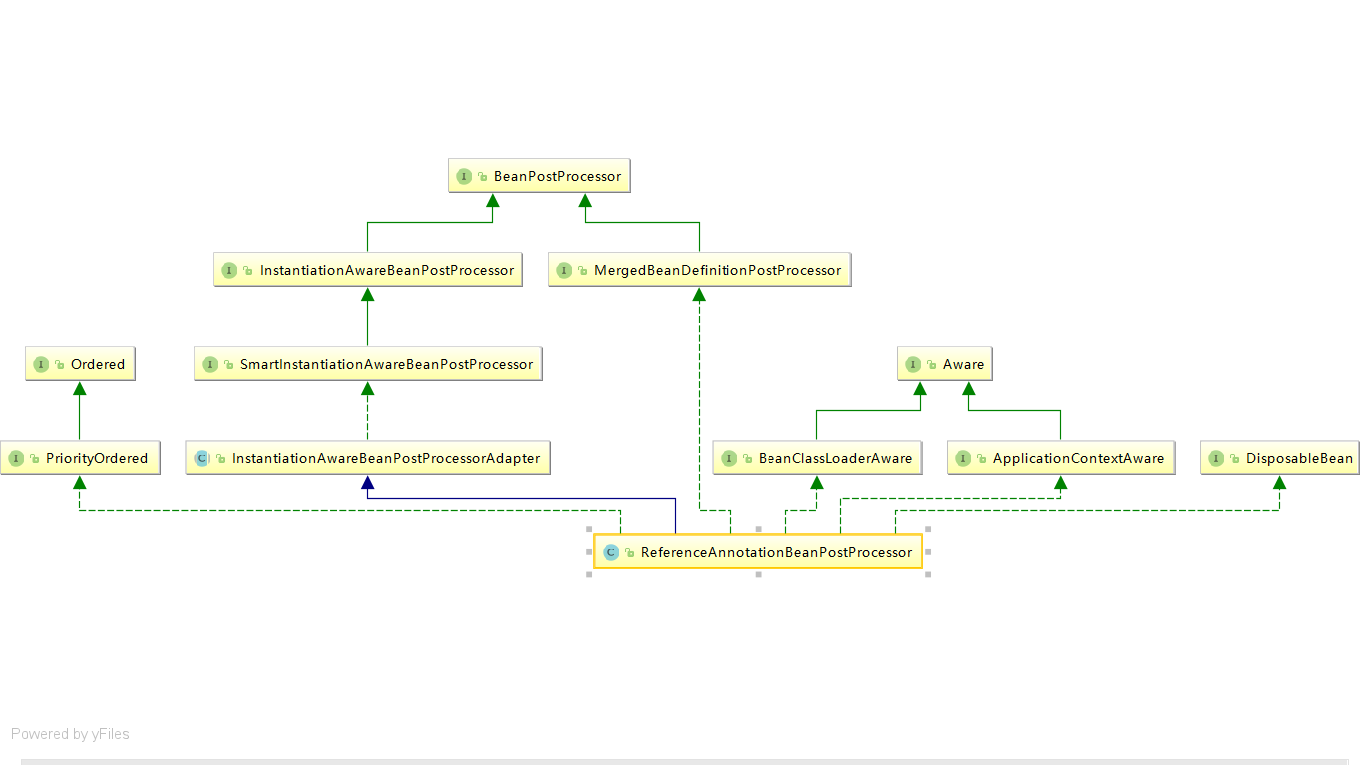 BeanPostProcessor
InstantiationAwareBeanPostProcessor
MergedBeanDefinitionPostProcessor
Ordered
SmartInstantiationAwareBeanPostProcessor
Aware
PriorityOrdered
InstantiationAwareBeanPostProcessorAdapter
BeanClassLoaderAware
ApplicationContextAware
DisposableBean
ReferenceAnnotationBeanPostProcessor
Powered by yFiles